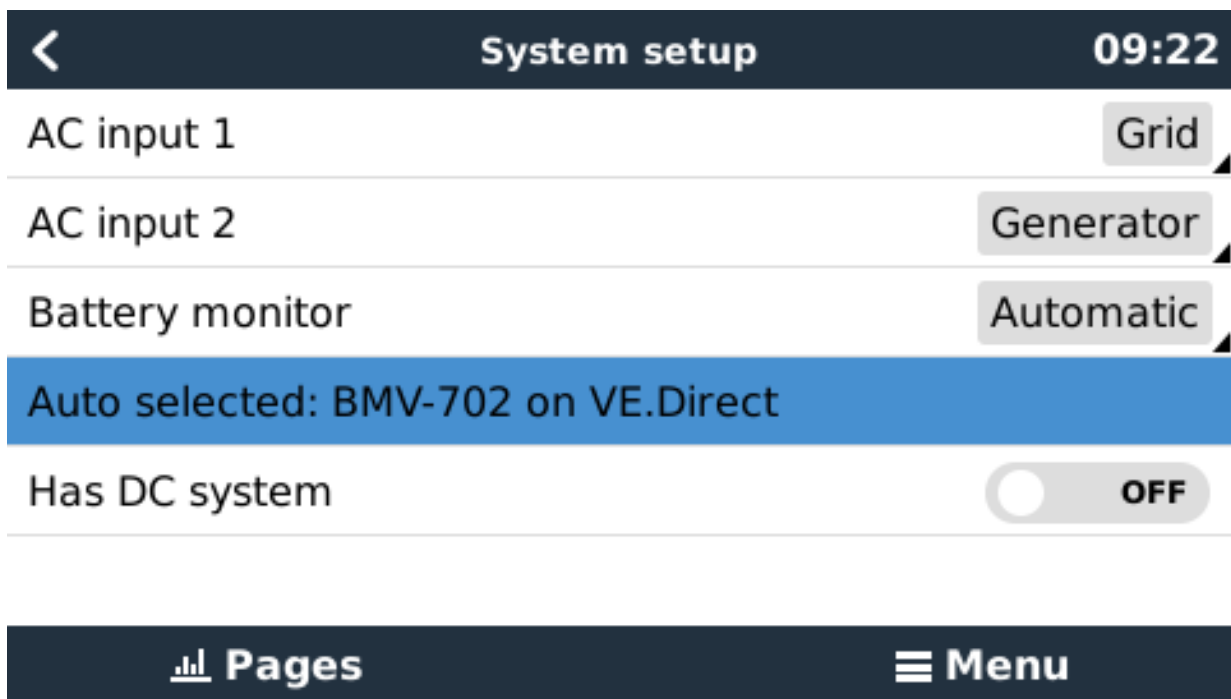 System setup 09:22
AC input 1 Grid
AC input 2 Generator
Battery monitor Automatic
Auto selected: BMV-702 on VE.Direct
Has DC system OFF
Pages Menu